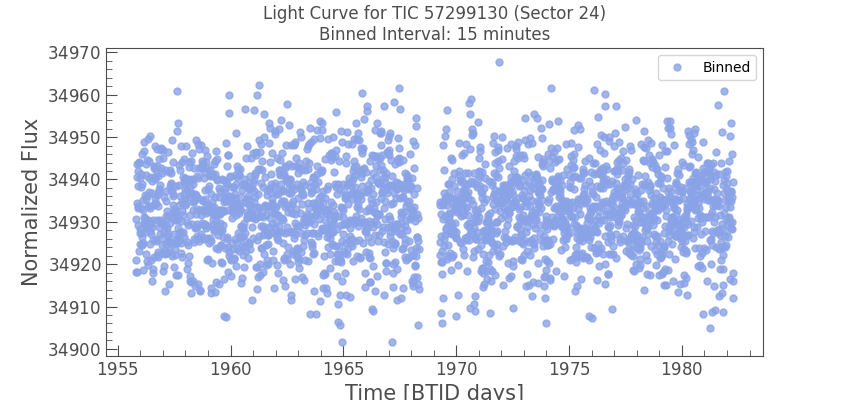 Light Curve for TIC 57299130 (Sector 24)
Binned Interval: 15 minutes
Normalized Flux
34970
34960
34950
34940
34930
34920
34910
34900
Binned
1955
1960
1965
1970
1975
1980
Time [BTJD days]